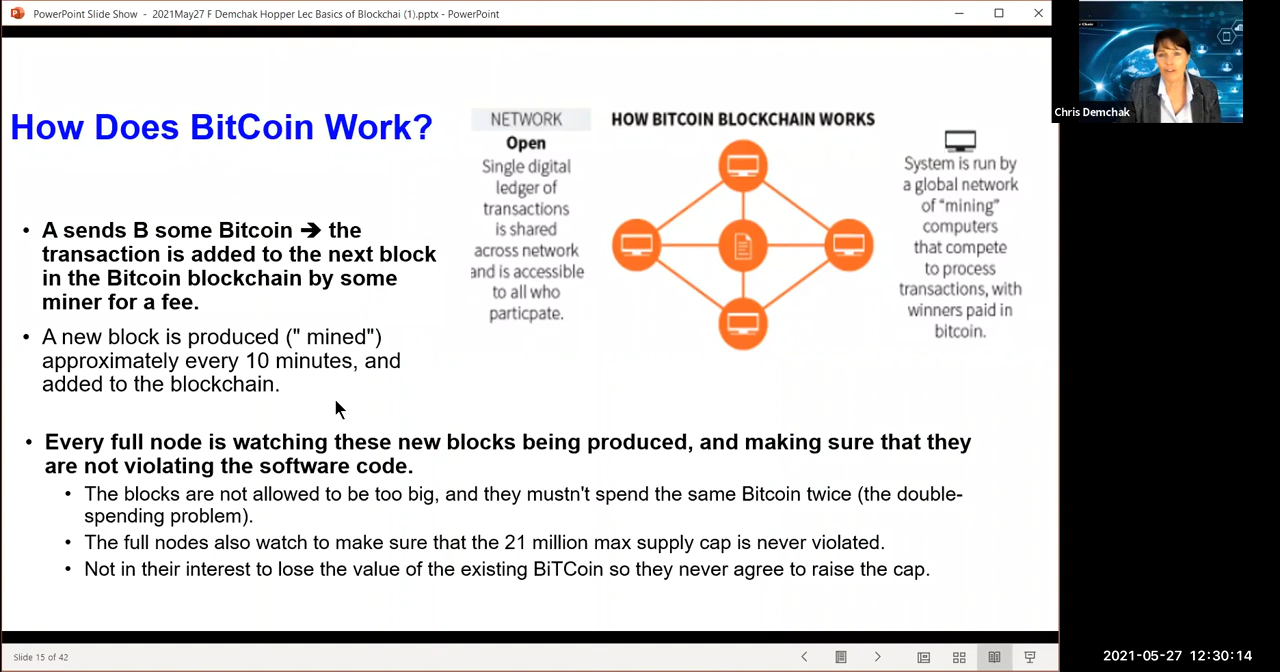 PowerPoint Slide Show - 2021May27 F Demchak Hopper Lec Basics of Blockchai (1).pptx - PowerPoint
Chris Demchak
How Does BitCoin Work?
• A sends B some Bitcoin ➔ the
transaction is added to the next block
in the Bitcoin blockchain by some
miner for a fee.
• A new block is produced (" mined")
approximately every 10 minutes, and
added to the blockchain.
NETWORK
Open
Single digital
ledger of
transactions
is shared
across network
and is accessible
to all who
particpate.
HOW BITCOIN BLOCKCHAIN WORKS
System is run by
a global network
of “mining”
computers
that compete
to process
transactions, with
winners paid in
bitcoin.
• Every full node is watching these new blocks being produced, and making sure that they
are not violating the software code.
• The blocks are not allowed to be too big, and they mustn't spend the same Bitcoin twice (the double-
spending problem).
• The full nodes also watch to make sure that the 21 million max supply cap is never violated.
• Not in their interest to lose the value of the existing BiTCoin so they never agree to raise the cap.
Slide 15 of 42
2021-05-27 12:30:14